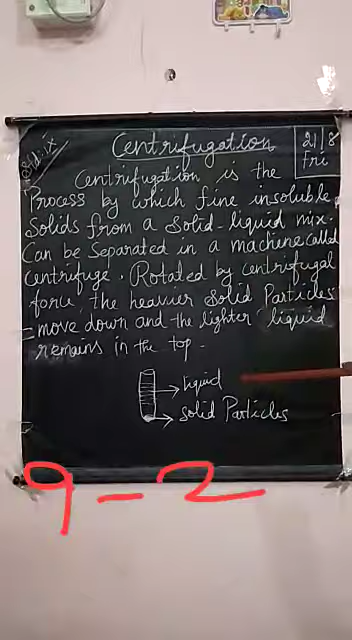 Centrifugation
21/8
fri
Centrifugation is the
Process by which fine insoluble
Solids from a Solid-liquid mix.
Can be Separated in a machine called
Centrifuge. Rotated by centrifugal
force, the heavier Solid Particles
move down and the lighter liquid
remains in the top.
liquid
solid Particles
9-2